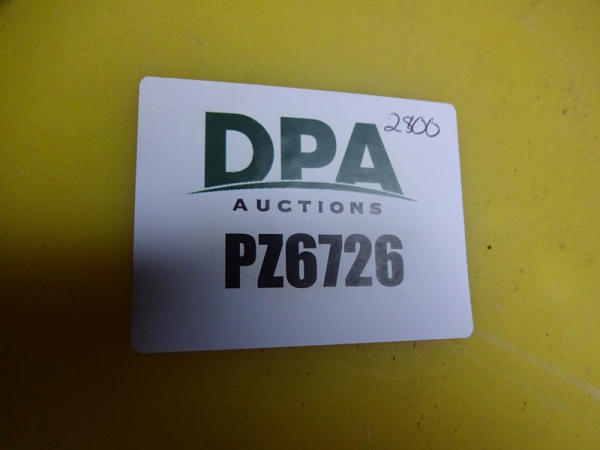 DPA
2800
AUCTIONS
PZ6726